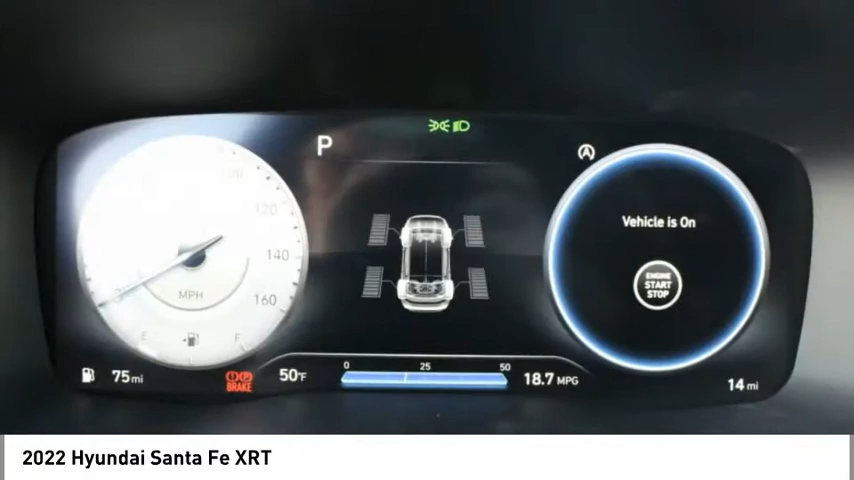 P
100
120
140
160
MPH
E
F
Vehicle is On
ENGINE
START
STOP
75mi
BRAKE
50°F
0
25
50
18.7 MPG
14 mi
2022 Hyundai Santa Fe XRT